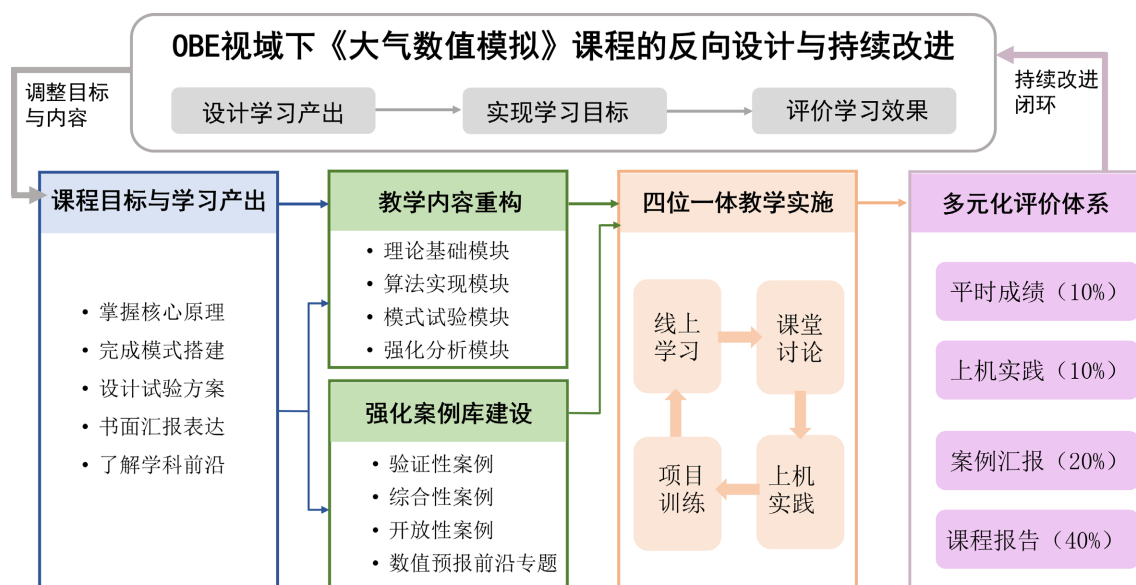 OBE视域下《大气数值模拟》课程的反向设计与持续改进
设计学习产出
实现学习目标
评价学习效果
调整目标
与内容
持续改进
闭环
课程目标与学习产出
• 掌握核心原理
• 完成模式搭建
• 设计试验方案
• 书面汇报表达
• 了解学科前沿
教学内容重构
• 理论基础模块
• 算法实现模块
• 模式试验模块
• 强化分析模块
强化案例库建设
• 验证性案例
• 综合性案例
• 开放性案例
• 数值预报前沿专题
四位一体教学实施
线上
学习
课堂
讨论
上机
实践
项目
训练
多元化评价体系
平时成绩（10%）
上机实践（10%）
案例汇报（20%）
课程报告（40%）